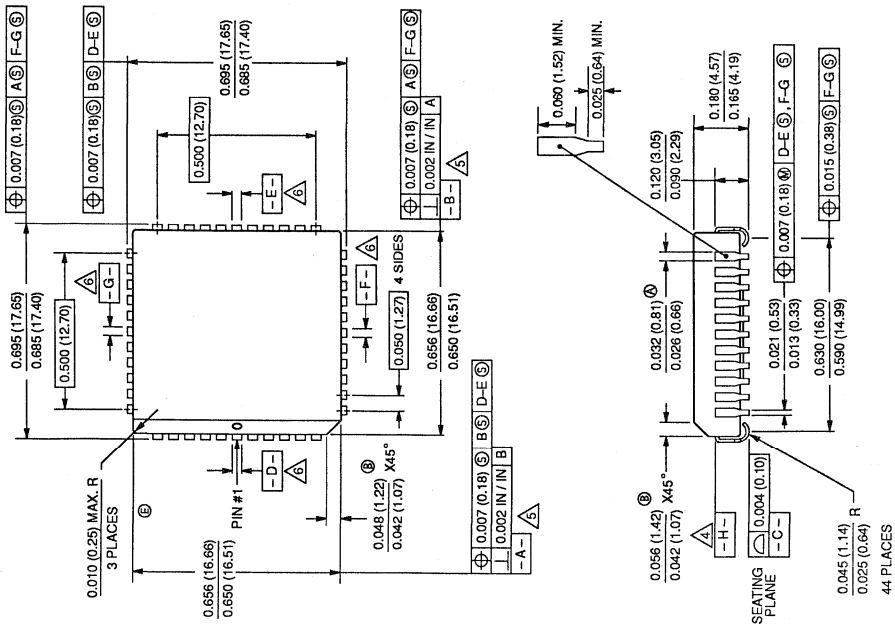 ⌖ 0.007 (0.18) Ⓢ A Ⓢ F–G Ⓢ
0.695 (17.65)
0.685 (17.40)
0.500 (12.70)
-G-
6
0.010 (0.25) MAX. R
3 PLACES
Ⓔ
0.656 (16.66)
0.650 (16.51)
⌖ 0.007 (0.18) Ⓢ B Ⓢ D–E Ⓢ
0.695 (17.65)
0.685 (17.40)
0.500 (12.70)
-E-
6
PIN #1
0
-D-
6
Ⓑ
0.048 (1.22)
0.042 (1.07)
X45°
-F-
6
4 SIDES
0.050 (1.27)
0.656 (16.66)
0.650 (16.51)
⌖ 0.007 (0.18) Ⓢ A Ⓢ F–G Ⓢ
⊥ 0.002 IN / IN A
-B-
5
⌖ 0.007 (0.18) Ⓢ B Ⓢ D–E Ⓢ
⊥ 0.002 IN / IN B
-A-
5
0.060 (1.52) MIN.
0.025 (0.64) MIN.
0.180 (4.57)
0.165 (4.19)
0.120 (3.05)
0.090 (2.29)
0.032 (0.81)
0.026 (0.66)
Ⓐ
0.056 (1.42)
0.042 (1.07)
Ⓑ
X45°
4
-H-
⌓ 0.004 (0.10)
-C-
SEATING
PLANE
⌖ 0.007 (0.18) Ⓜ D–E Ⓢ, F–G Ⓢ
0.021 (0.53)
0.013 (0.33)
⌖ 0.015 (0.38) Ⓢ F–G Ⓢ
0.630 (16.00)
0.590 (14.99)
0.045 (1.14)
0.025 (0.64)
R
44 PLACES